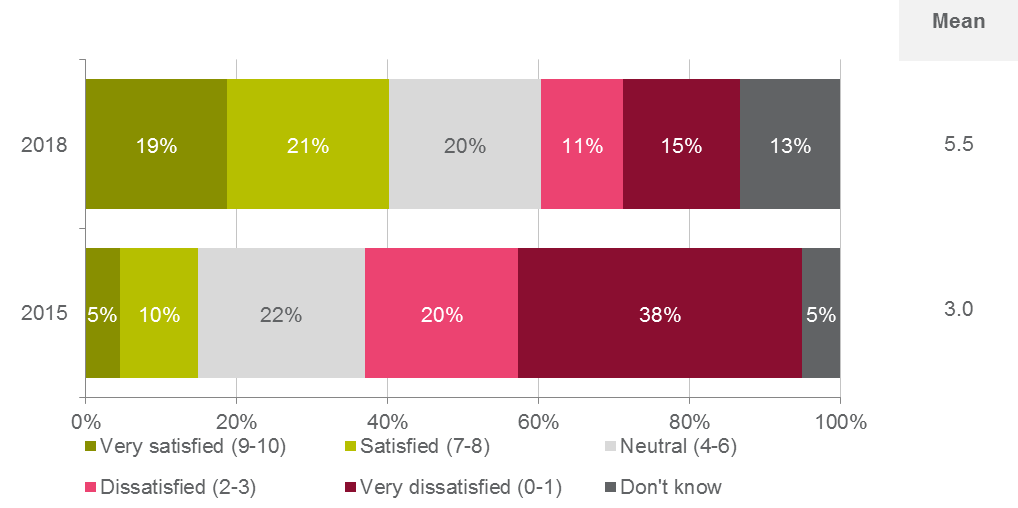 Mean
2018 19% 21% 20% 11% 15% 13% 5.5
2015 5% 10% 22% 20% 38% 5% 3.0
0% 20% 40% 60% 80% 100%
Very satisfied (9-10) Satisfied (7-8) Neutral (4-6)
Dissatisfied (2-3) Very dissatisfied (0-1) Don't know